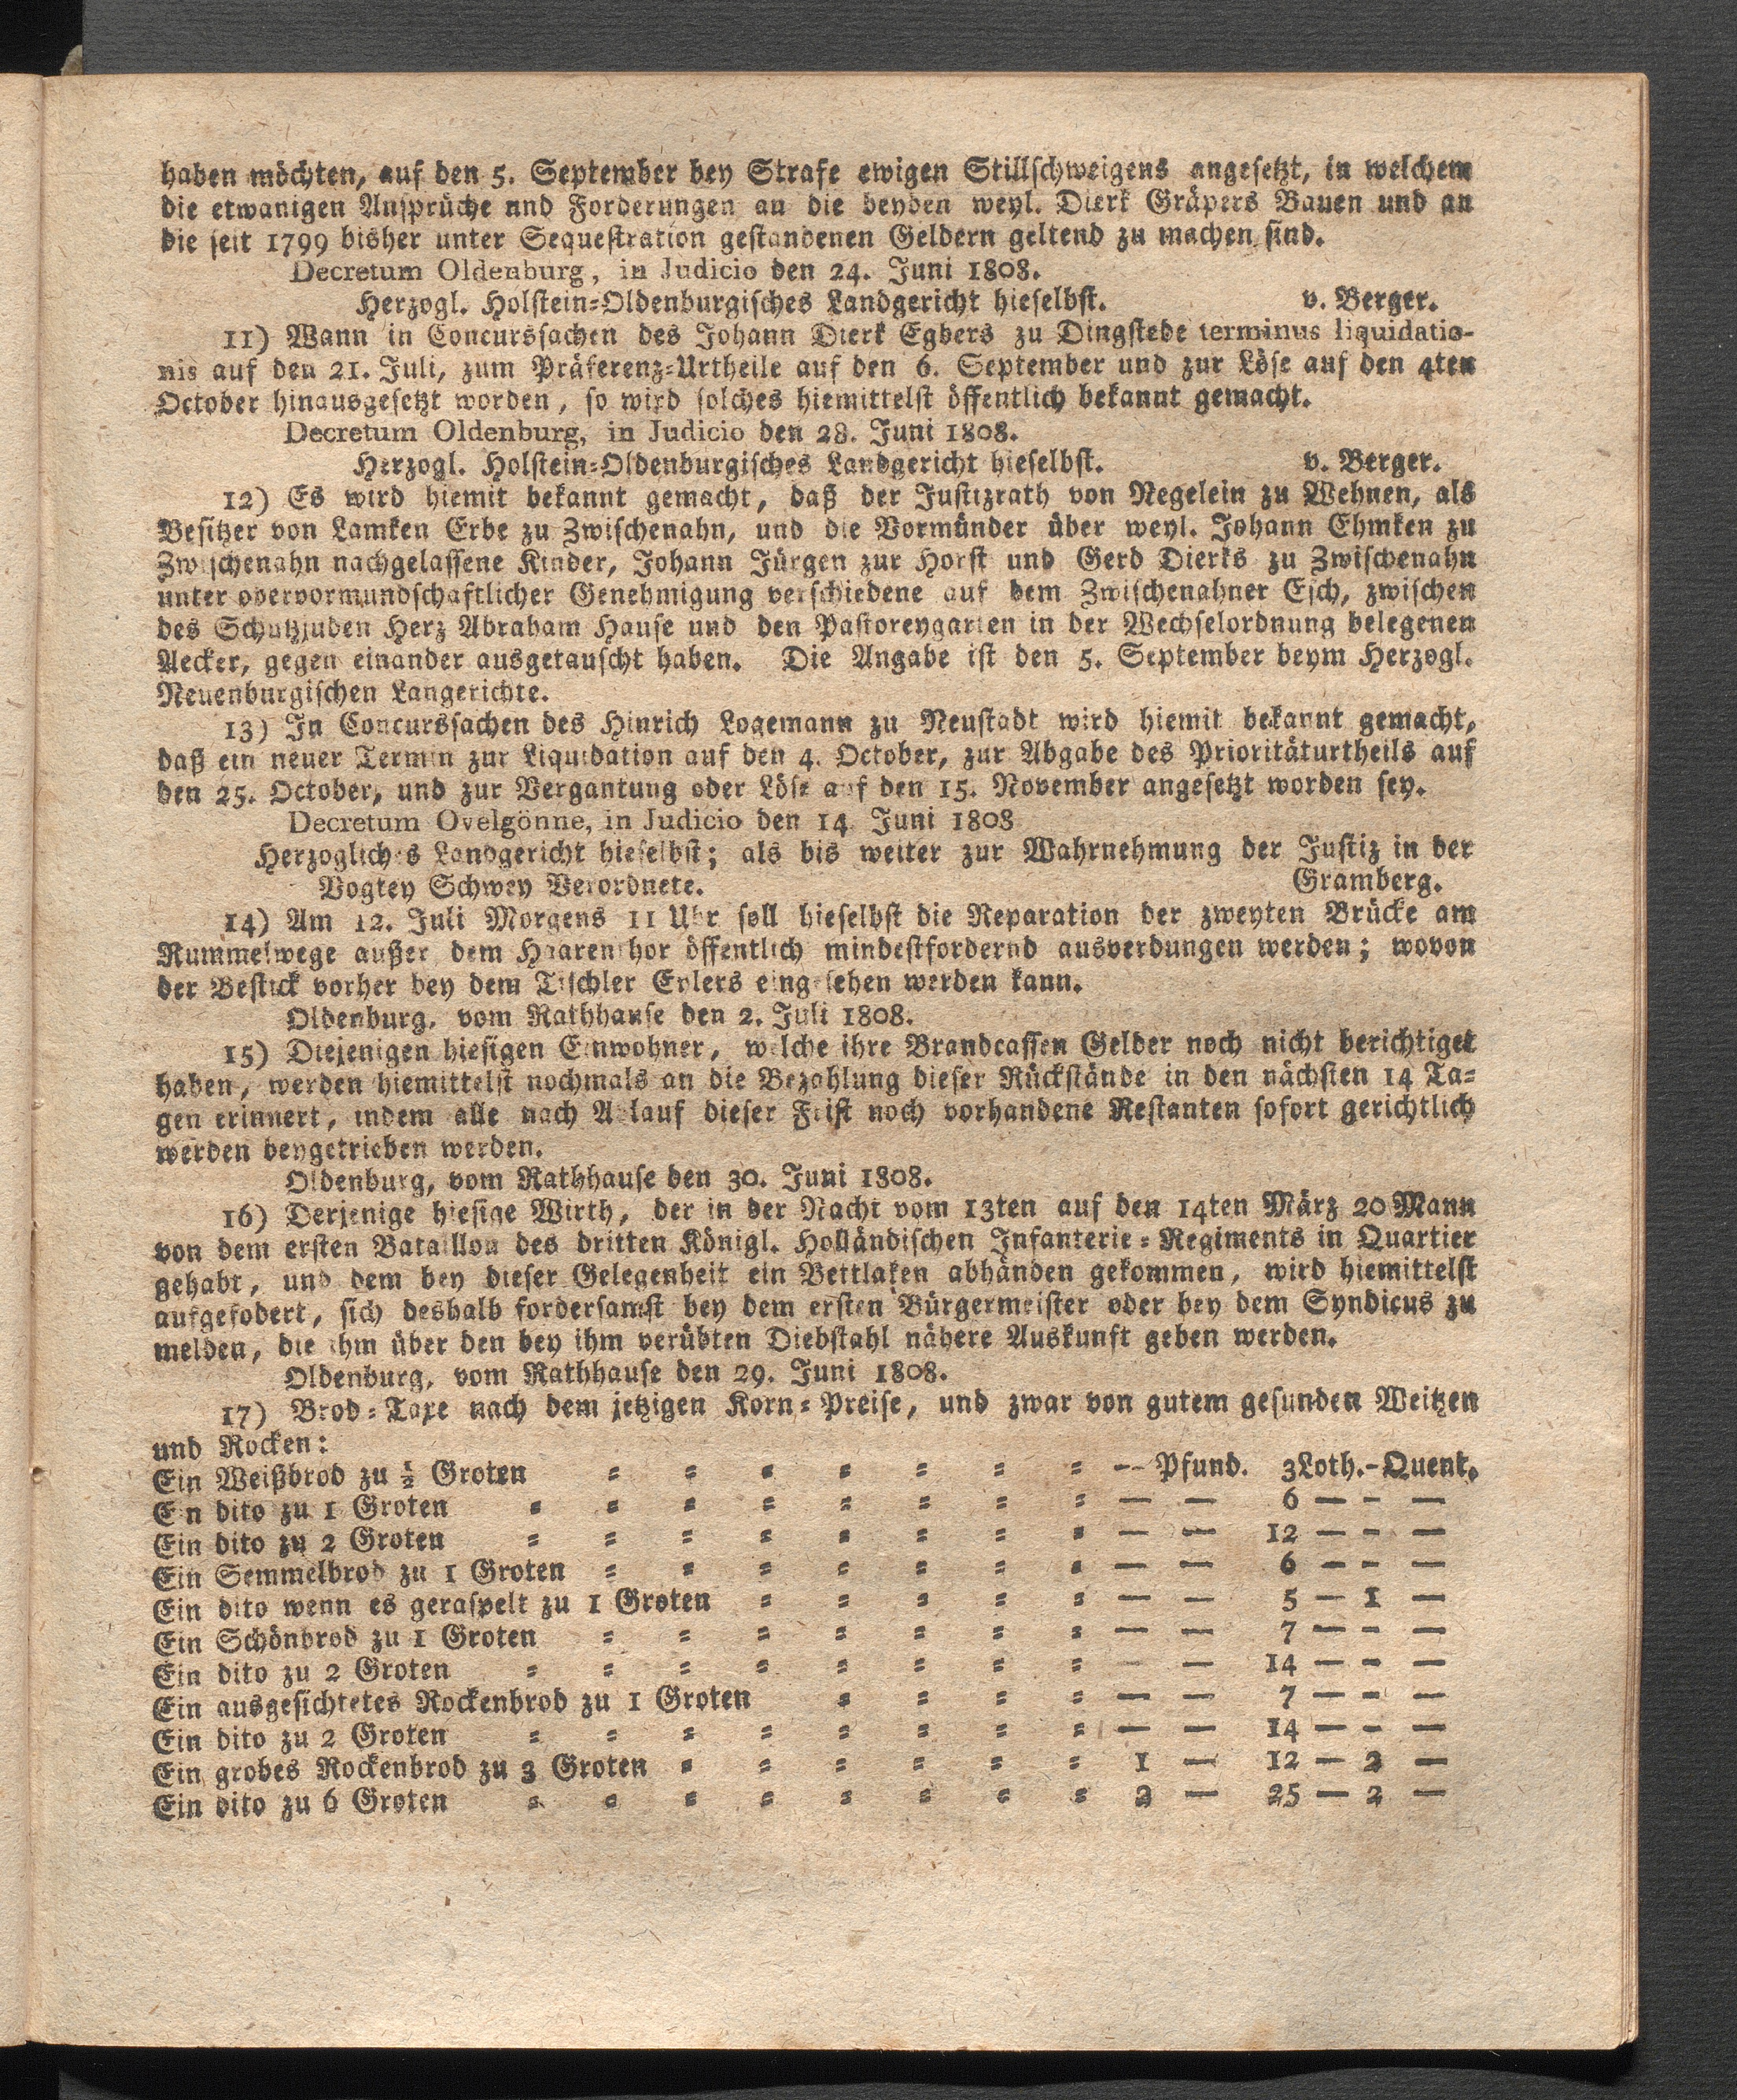 haben möchten, auf den 5. September bey Strafe ewigen Stillschweigens angesetzt, in welchem
die etwanigen Ansprüche und Forderungen an die beyden weyl. Dierk Gräpers Bauen und an
die seit 1799 bisher unter Sequestration gestandenen Geldern geltend zu machen sind.
Decretum Oldenburg, in Judicio den 24. Juni 1808.
Herzogl. Holstein=Oldenburgisches Landgericht hieselbst. v. Berger.
11) Wann in Concurssachen des Johann Dierk Egbers zu Dingstede terminus liquidatio-
nis auf den 21. Juli, zum Präferenz=Urtheile auf den 6. September und zur Löse auf den 4ten
October hinausgesetzt worden, so wird solches hiemittelst öffentlich bekannt gemacht.
Decretum Oldenburg, in Judicio den 28. Juni 1808.
Herzogl. Holstein=Oldenburgisches Landgericht hieselbst. v. Berger.
12) Es wird hiemit bekannt gemacht, daß der Justizrath von Negelein zu Wehnen, als
Besitzer von Lamken Erbe zu Zwischenahn, und die Vormünder über weyl. Johann Ehmken zu
Zwischenahn nachgelassene Kinder, Johann Jürgen zur Horst und Gerd Dierks zu Zwischenahn
unter obervormundschaftlicher Genehmigung verschiedene auf dem Zwischenahner Esch, zwischen
des Schutzjuden Herz Abraham Hause und den Pastoreygarten in der Wechselordnung belegenen
Aecker, gegen einander ausgetauscht haben. Die Angabe ist den 5. September beym Herzogl.
Neuenburgischen Langerichte.
13) In Concurssachen des Hinrich Logemann zu Neustadt wird hiemit bekannt gemacht,
daß ein neuer Termin zur Liquidation auf den 4. October, zur Abgabe des Prioritäturtheils auf
den 25. October, und zur Vergantung oder Löse auf den 15. November angesetzt worden sey.
Decretum Ovelgönne, in Judicio den 14 Juni 1808
Herzogliches Landgericht hieselbst; als bis weiter zur Wahrnehmung der Justiz in der
Vogtey Schwey Verordnete. Gramberg.
14) Am 12. Juli Morgens 11 Uhr soll hieselbst die Reparation der zweyten Brücke am
Rummelwege außer dem Haarenthor öffentlich mindestfordernd ausverdungen werden; wovon
der Bestick vorher bey dem Tischler Eylers eingesehen werden kann.
Oldenburg, vom Rathhause den 2. Juli 1808.
15) Diejenigen hiesigen Einwohner, welche ihre Brandcassen Gelder noch nicht berichtiget
haben, werden hiemittelst nochmals an die Bezahlung dieser Rückstände in den nächsten 14 Ta=
gen erinnert, indem alle nach Ablauf dieser Frist noch vorhandene Restanten sofort gerichtlich
werden beygetrieben werden.
Oldenburg, vom Rathhause den 30. Juni 1808.
16) Derjenige hiesige Wirth, der in der Nacht vom 13ten auf den 14ten März 20 Mann
von dem ersten Bataillon des dritten Königl. Holländischen Infanterie=Regiments in Quartier
gehabt, und dem bey dieser Gelegenheit ein Bettlaken abhänden gekommen, wird hiemittelst
aufgefodert, sich deshalb fordersamst bey dem ersten Bürgermeister oder bey dem Syndicus zu
melden, die ihm über den bey ihm verübten Diebstahl nähere Auskunft geben werden.
Oldenburg, vom Rathhause den 29. Juni 1808.
17) Brod=Taxe nach dem jetzigen Korn=Preise, und zwar von gutem gesunden Weitzen
und Rocken:
Ein Weißbrod zu ½ Groten = = = = = = = — Pfund. 3 Loth. - Quent.
Ein dito zu 1 Groten = = = = = = = = — — 6 — - —
Ein dito zu 2 Groten = = = = = = = = — — 12 — - —
Ein Semmelbrod zu 1 Groten = = = = = = = — — 6 — - —
Ein dito wenn es geraspelt zu 1 Groten = = = = = — — 5 — 1 —
Ein Schönbrod zu 1 Groten = = = = = = = — — 7 — - —
Ein dito zu 2 Groten = = = = = = = = — — 14 — - —
Ein ausgesichtetes Rockenbrod zu 1 Groten = = = = — — 7 — - —
Ein dito zu 2 Groten = = = = = = = = — — 14 — - —
Ein grobes Rockenbrod zu 3 Groten = = = = = = 1 — 12 — 2 —
Ein dito zu 6 Groten = = = = = = = = 2 — 25 — 2 —